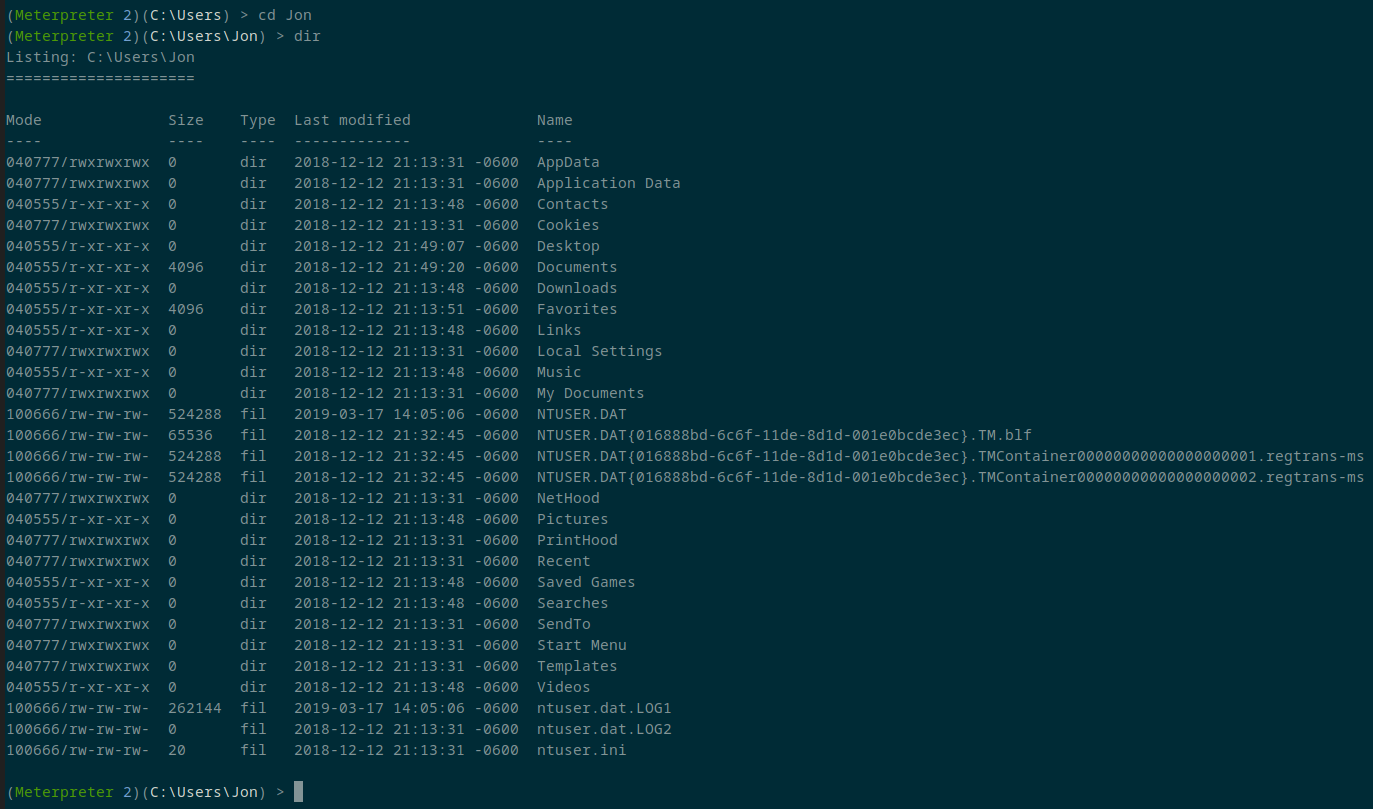 (Meterpreter 2)(C:\Users) > cd Jon
(Meterpreter 2)(C:\Users\Jon) > dir
Listing: C:\Users\Jon
=====================
Mode              Size    Type  Last modified              Name
----              ----    ----  -------------              ----
040777/rwxrwxrwx  0       dir   2018-12-12 21:13:31 -0600  AppData
040777/rwxrwxrwx  0       dir   2018-12-12 21:13:31 -0600  Application Data
040555/r-xr-xr-x  0       dir   2018-12-12 21:13:48 -0600  Contacts
040777/rwxrwxrwx  0       dir   2018-12-12 21:13:31 -0600  Cookies
040555/r-xr-xr-x  0       dir   2018-12-12 21:49:07 -0600  Desktop
040555/r-xr-xr-x  4096    dir   2018-12-12 21:49:20 -0600  Documents
040555/r-xr-xr-x  0       dir   2018-12-12 21:13:48 -0600  Downloads
040555/r-xr-xr-x  4096    dir   2018-12-12 21:13:51 -0600  Favorites
040555/r-xr-xr-x  0       dir   2018-12-12 21:13:48 -0600  Links
040777/rwxrwxrwx  0       dir   2018-12-12 21:13:31 -0600  Local Settings
040555/r-xr-xr-x  0       dir   2018-12-12 21:13:48 -0600  Music
040777/rwxrwxrwx  0       dir   2018-12-12 21:13:31 -0600  My Documents
100666/rw-rw-rw-  524288  fil   2019-03-17 14:05:06 -0600  NTUSER.DAT
100666/rw-rw-rw-  65536   fil   2018-12-12 21:32:45 -0600  NTUSER.DAT{016888bd-6c6f-11de-8d1d-001e0bcde3ec}.TM.blf
100666/rw-rw-rw-  524288  fil   2018-12-12 21:32:45 -0600  NTUSER.DAT{016888bd-6c6f-11de-8d1d-001e0bcde3ec}.TMContainer00000000000000000001.regtrans-ms
100666/rw-rw-rw-  524288  fil   2018-12-12 21:32:45 -0600  NTUSER.DAT{016888bd-6c6f-11de-8d1d-001e0bcde3ec}.TMContainer00000000000000000002.regtrans-ms
040777/rwxrwxrwx  0       dir   2018-12-12 21:13:31 -0600  NetHood
040555/r-xr-xr-x  0       dir   2018-12-12 21:13:48 -0600  Pictures
040777/rwxrwxrwx  0       dir   2018-12-12 21:13:31 -0600  PrintHood
040777/rwxrwxrwx  0       dir   2018-12-12 21:13:31 -0600  Recent
040555/r-xr-xr-x  0       dir   2018-12-12 21:13:48 -0600  Saved Games
040555/r-xr-xr-x  0       dir   2018-12-12 21:13:48 -0600  Searches
040777/rwxrwxrwx  0       dir   2018-12-12 21:13:31 -0600  SendTo
040777/rwxrwxrwx  0       dir   2018-12-12 21:13:31 -0600  Start Menu
040777/rwxrwxrwx  0       dir   2018-12-12 21:13:31 -0600  Templates
040555/r-xr-xr-x  0       dir   2018-12-12 21:13:48 -0600  Videos
100666/rw-rw-rw-  262144  fil   2019-03-17 14:05:06 -0600  ntuser.dat.LOG1
100666/rw-rw-rw-  0       fil   2018-12-12 21:13:31 -0600  ntuser.dat.LOG2
100666/rw-rw-rw-  20      fil   2018-12-12 21:13:31 -0600  ntuser.ini
(Meterpreter 2)(C:\Users\Jon) >